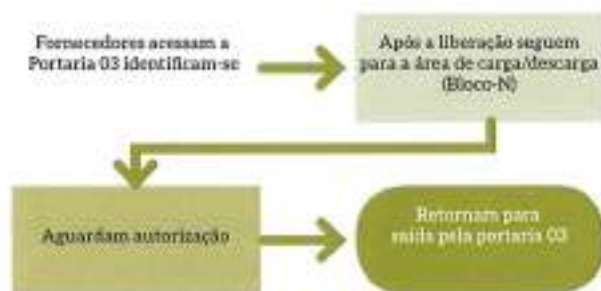 Fornecedores acessam a
Portaria 03 identificam-se
Após a liberação seguem
para a área de carga/descarga
(Bloco-N)
Aguardam autorização
Retornam para
saída pela portaria 03